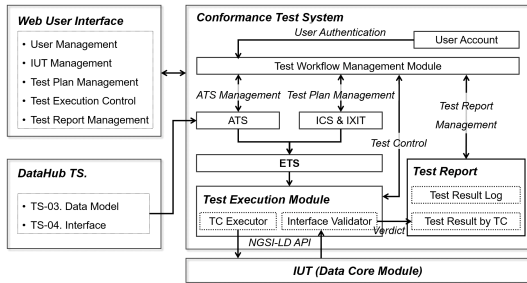 Web User Interface
• User Management
• IUT Management
• Test Plan Management
• Test Execution Control
• Test Report Management
DataHub TS.
• TS-03. Data Model
• TS-04. Interface
Conformance Test System
User Authentication
User Account
Test Workflow Management Module
ATS Management
Test Plan Management
Test Report
Management
ATS
ICS & IXIT
Test Control
ETS
Test Execution Module
TC Executor
Interface Validator
Test Report
Test Result Log
Test Result by TC
Verdict
NGSI-LD API
IUT (Data Core Module)